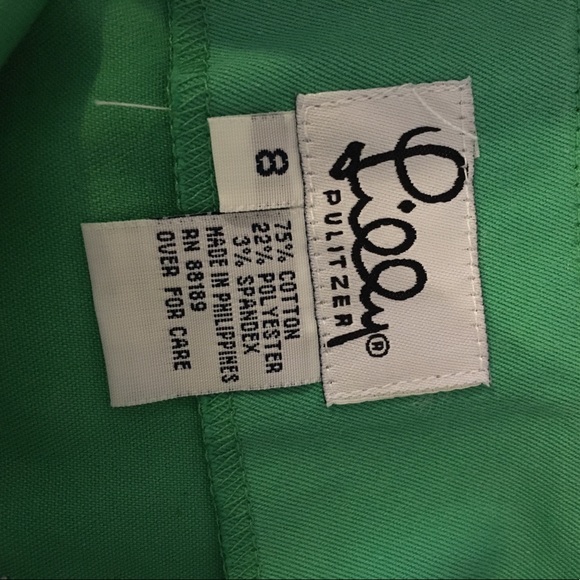 Lilly®
PULITZER
8
75% COTTON
22% POLYESTER
3% SPANDEX
MADE IN PHILIPPINES
RN 88189
OVER FOR CARE